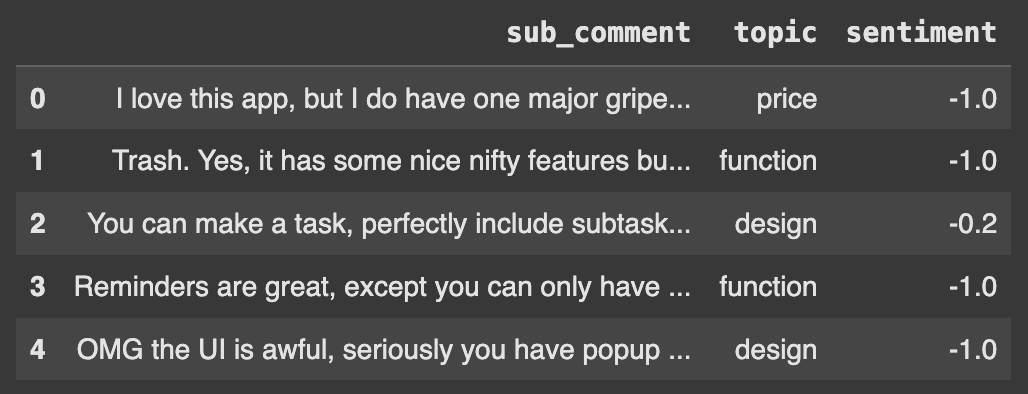 sub_comment topic sentiment
0 I love this app, but I do have one major gripe... price -1.0
1 Trash. Yes, it has some nice nifty features bu... function -1.0
2 You can make a task, perfectly include subtask... design -0.2
3 Reminders are great, except you can only have ... function -1.0
4 OMG the UI is awful, seriously you have popup ... design -1.0